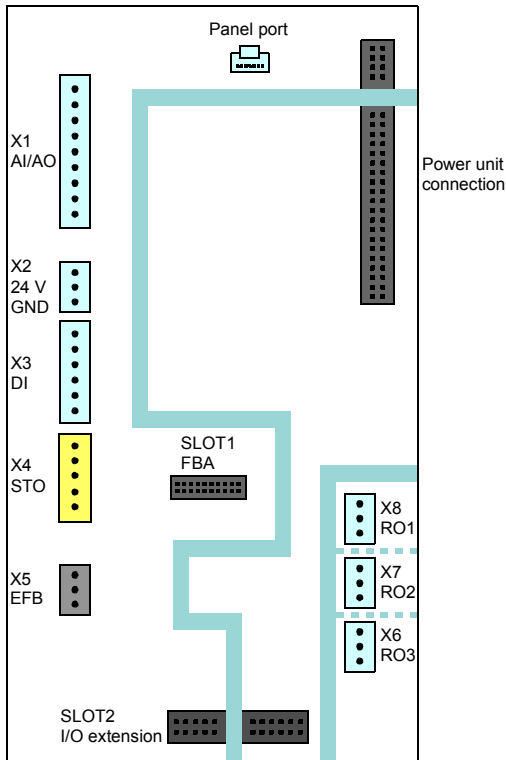 Panel port
X1
AI/AO
Power unit
connection
X2
24 V
GND
X3
DI
SLOT1
FBA
X4
STO
X8
RO1
X5
EFB
X7
RO2
X6
RO3
SLOT2
I/O extension